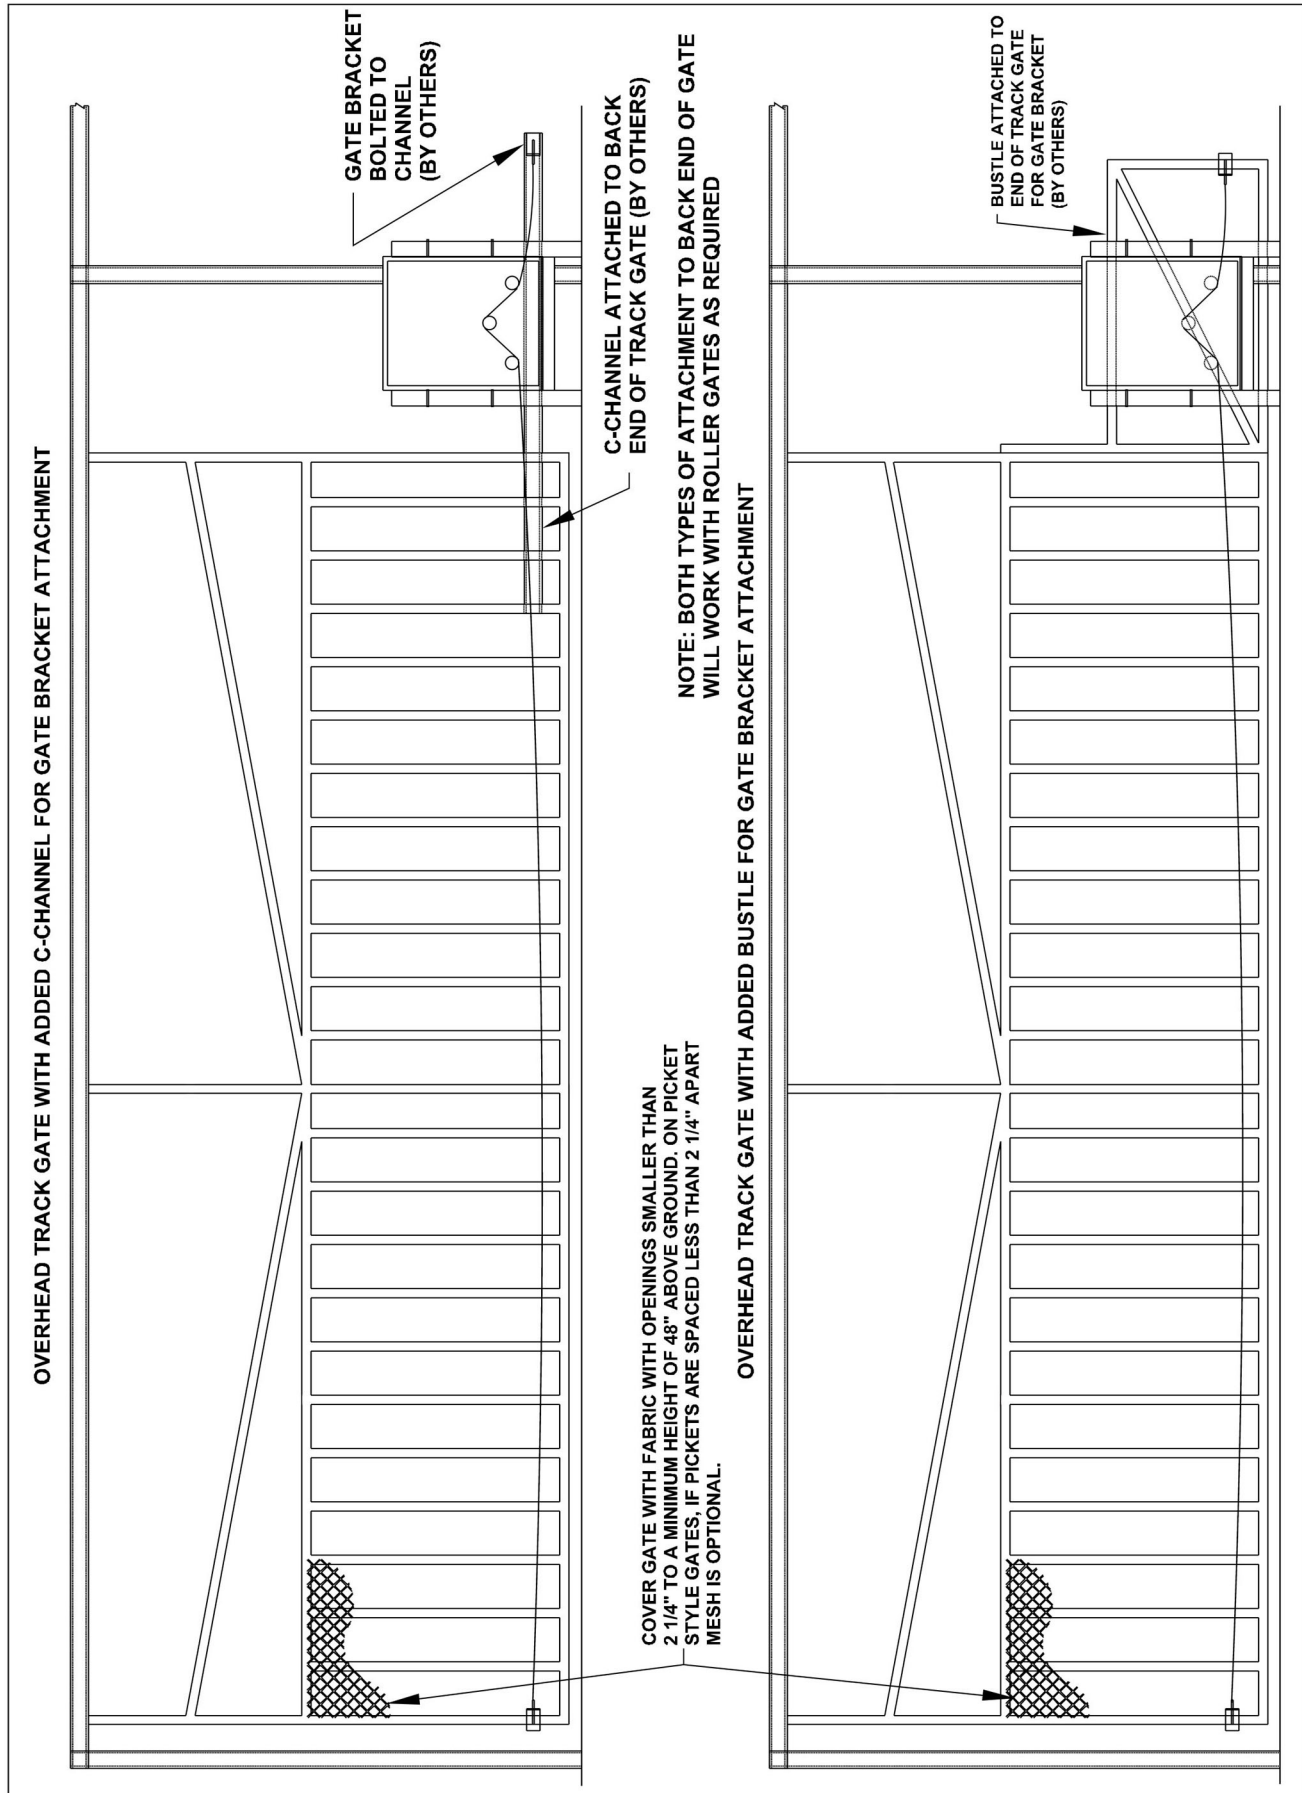 OVERHEAD TRACK GATE WITH ADDED C-CHANNEL FOR GATE BRACKET ATTACHMENT
GATE BRACKET
BOLTED TO
CHANNEL
(BY OTHERS)
C-CHANNEL ATTACHED TO BACK
END OF TRACK GATE (BY OTHERS)
NOTE: BOTH TYPES OF ATTACHMENT TO BACK END OF GATE
WILL WORK WITH ROLLER GATES AS REQUIRED
COVER GATE WITH FABRIC WITH OPENINGS SMALLER THAN
2 1/4" TO A MINIMUM HEIGHT OF 48" ABOVE GROUND. ON PICKET
STYLE GATES, IF PICKETS ARE SPACED LESS THAN 2 1/4" APART
MESH IS OPTIONAL.
OVERHEAD TRACK GATE WITH ADDED BUSTLE FOR GATE BRACKET ATTACHMENT
BUSTLE ATTACHED TO
END OF TRACK GATE
FOR GATE BRACKET
(BY OTHERS)